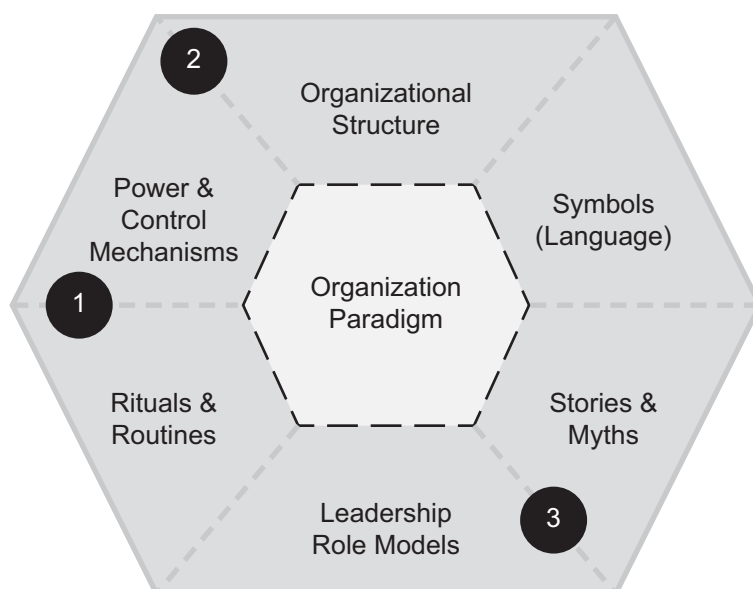 2
Organizational
Structure
Power &
Control
Mechanisms
Symbols
(Language)
1
Organization
Paradigm
Rituals &
Routines
Stories &
Myths
Leadership
Role Models
3